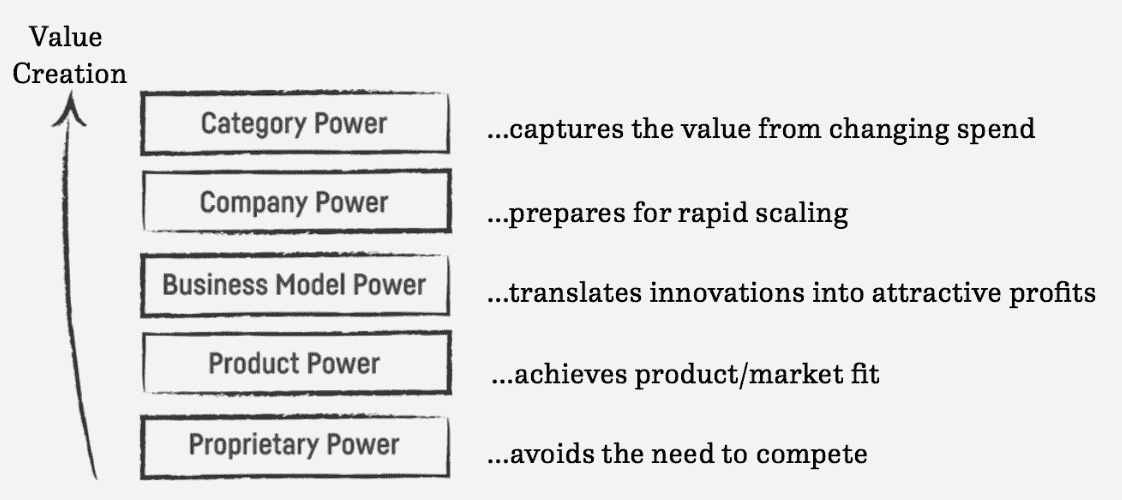 Value
Creation
Category Power
...captures the value from changing spend
Company Power
...prepares for rapid scaling
Business Model Power
...translates innovations into attractive profits
Product Power
...achieves product/market fit
Proprietary Power
...avoids the need to compete